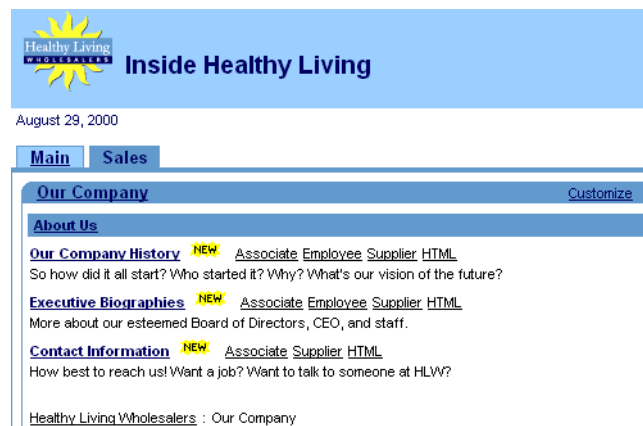 Healthy Living
WHOLESALERS
Inside Healthy Living
August 29, 2000
Main Sales
Our Company Customize
About Us
Our Company History NEW Associate Employee Supplier HTML
So how did it all start? Who started it? Why? What's our vision of the future?
Executive Biographies NEW Associate Employee Supplier HTML
More about our esteemed Board of Directors, CEO, and staff.
Contact Information NEW Associate Supplier HTML
How best to reach us! Want a job? Want to talk to someone at HLW?
Healthy Living Wholesalers : Our Company